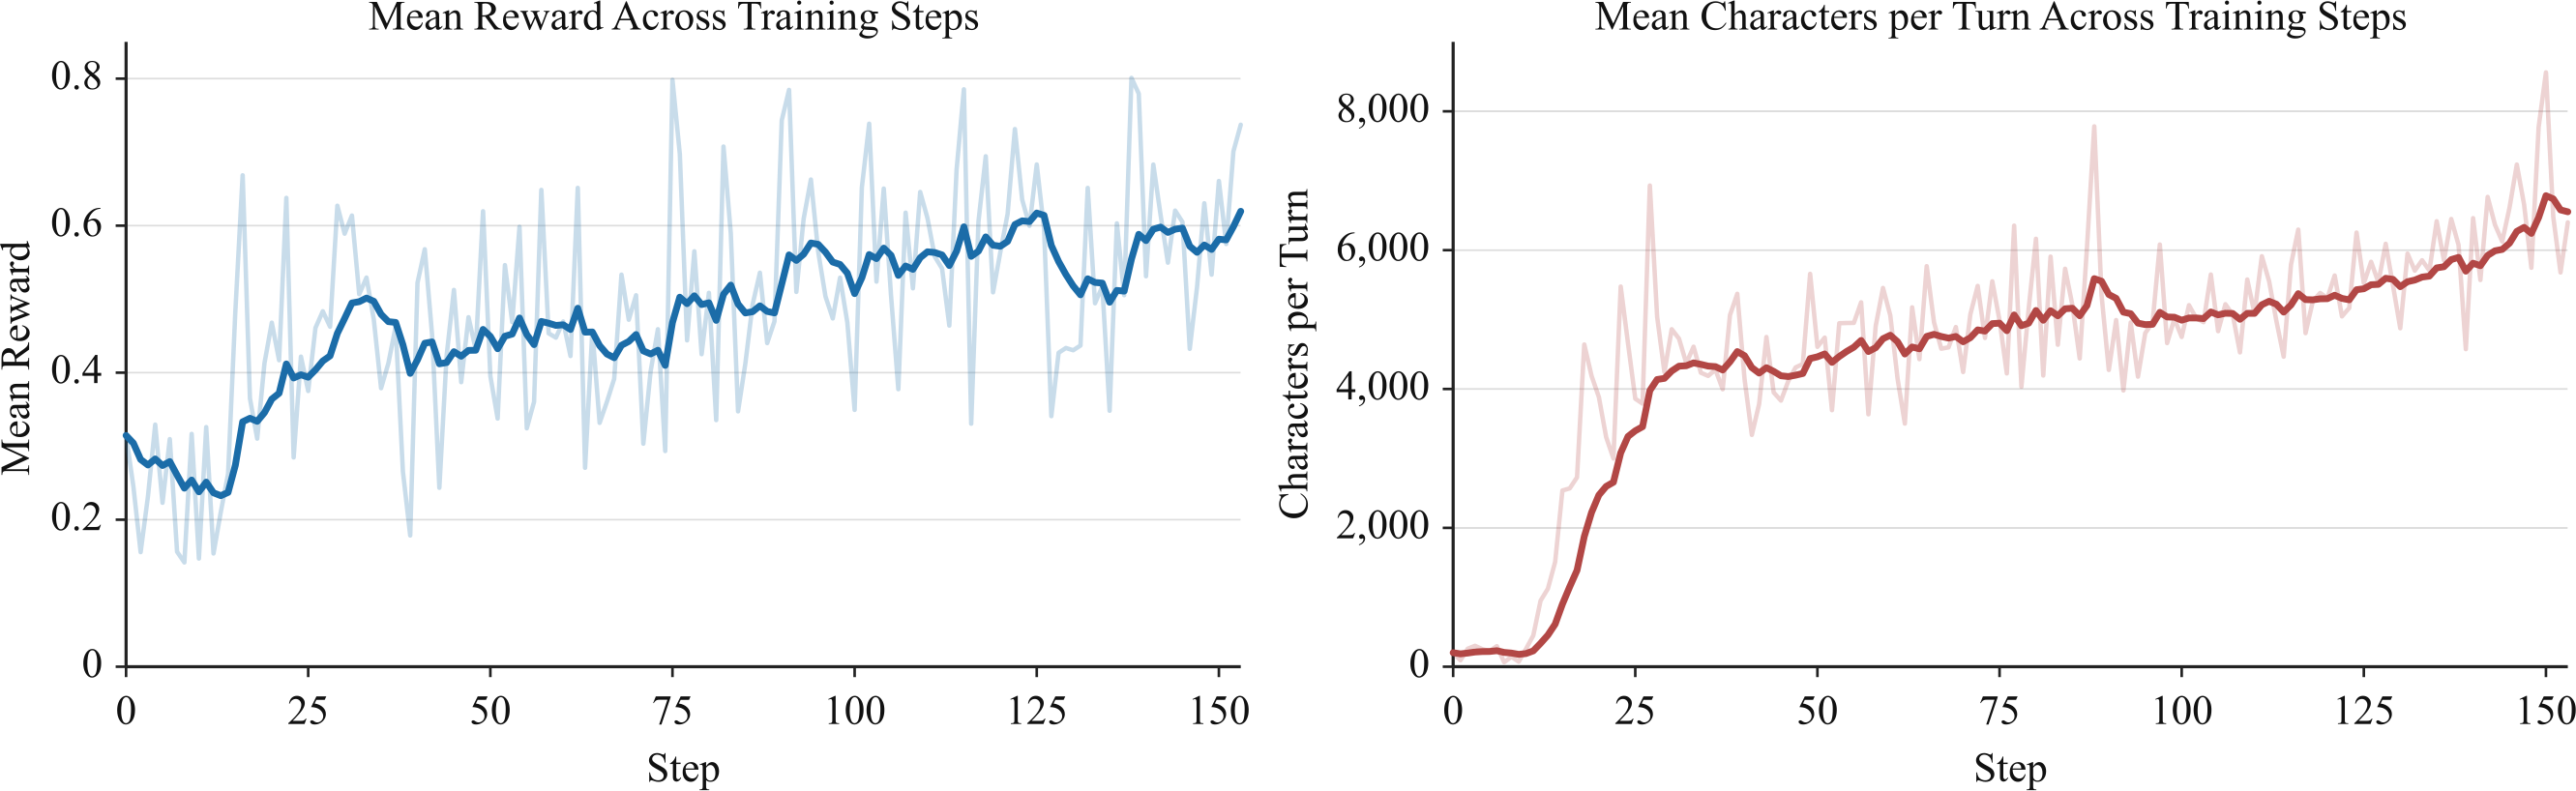 Mean Reward Across Training Steps
0.8
0.6
0.4
0.2
0
Mean Reward
0 25 50 75 100 125 150
Step
Mean Characters per Turn Across Training Steps
8,000
6,000
4,000
2,000
0
Characters per Turn
0 25 50 75 100 125 150
Step